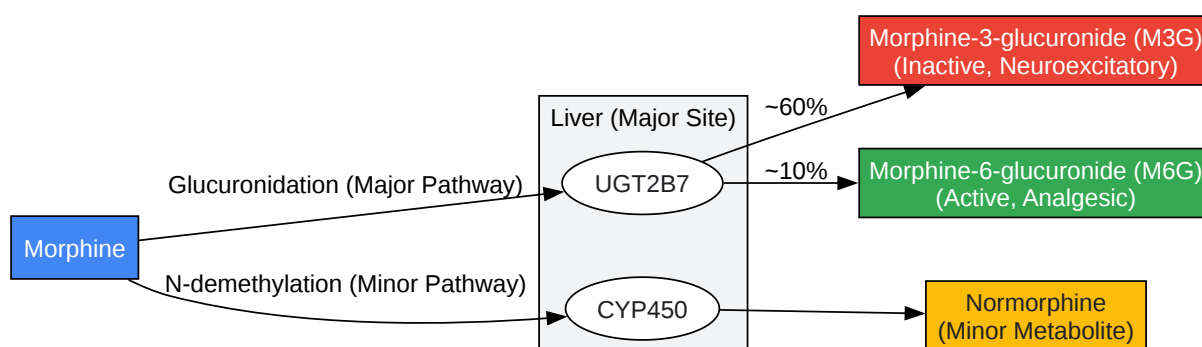 Morphine-3-glucuronide (M3G)
(Inactive, Neuroexcitatory)
Liver (Major Site)
~60%
Glucuronidation (Major Pathway)
UGT2B7
~10%
Morphine-6-glucuronide (M6G)
(Active, Analgesic)
Morphine
N-demethylation (Minor Pathway)
CYP450
Normorphine
(Minor Metabolite)